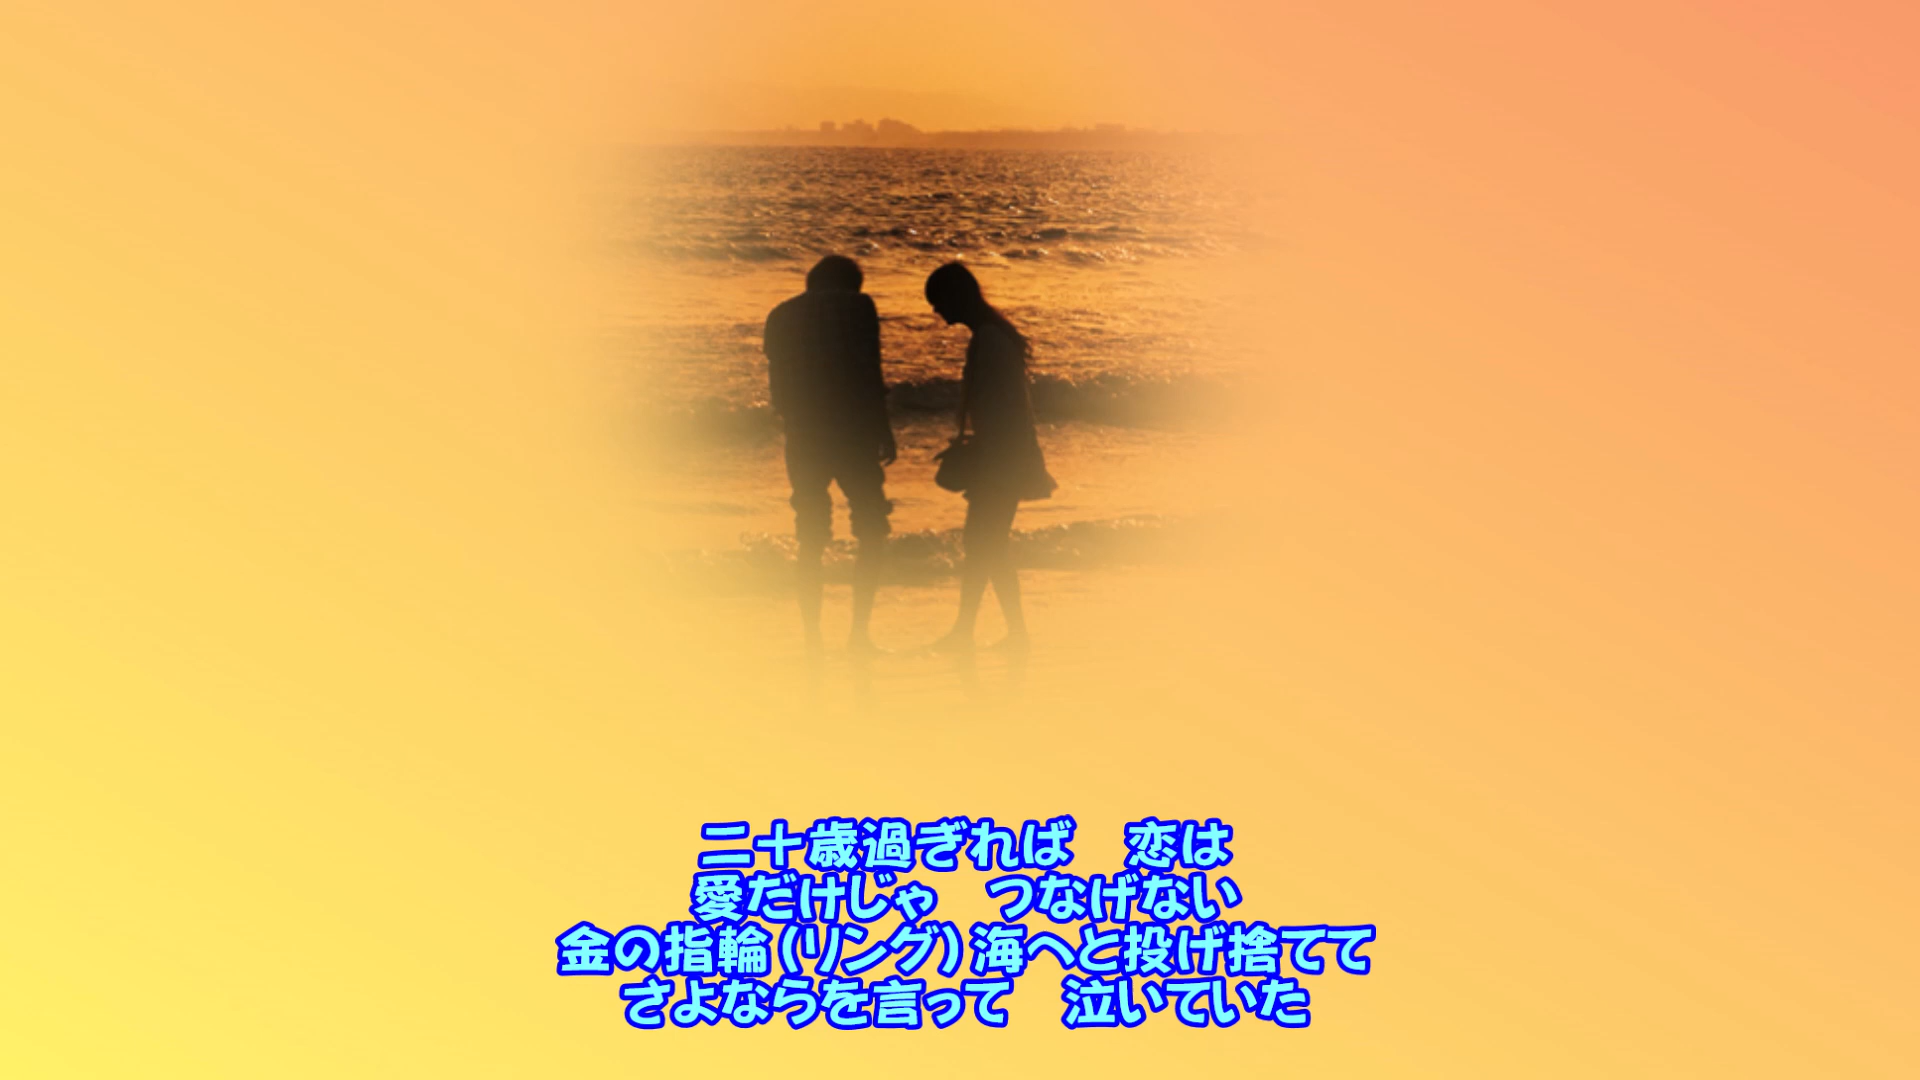 二十歳過ぎれば　恋は
愛だけじゃ　つなげない
金の指輪(リング)海へと投げ捨てて
さよならを言って　泣いていた